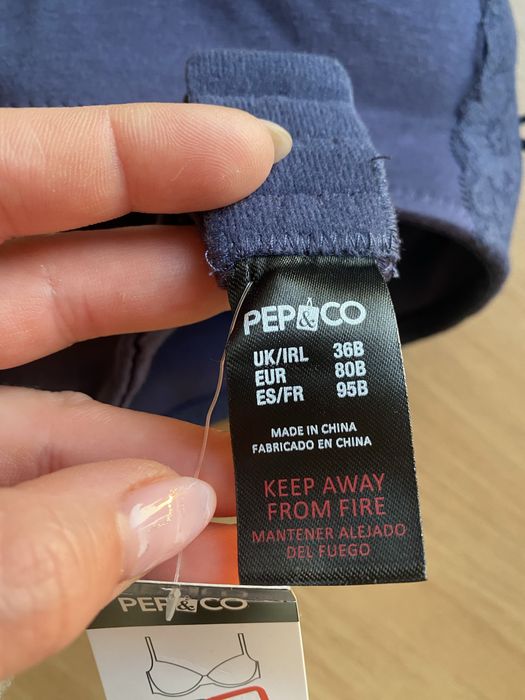 PEP&CO
UK/IRL 36B
EUR 80B
ES/FR 95B
MADE IN CHINA
FABRICADO EN CHINA
KEEP AWAY
FROM FIRE
MANTENER ALEJADO
DEL FUEGO
PEP&CO